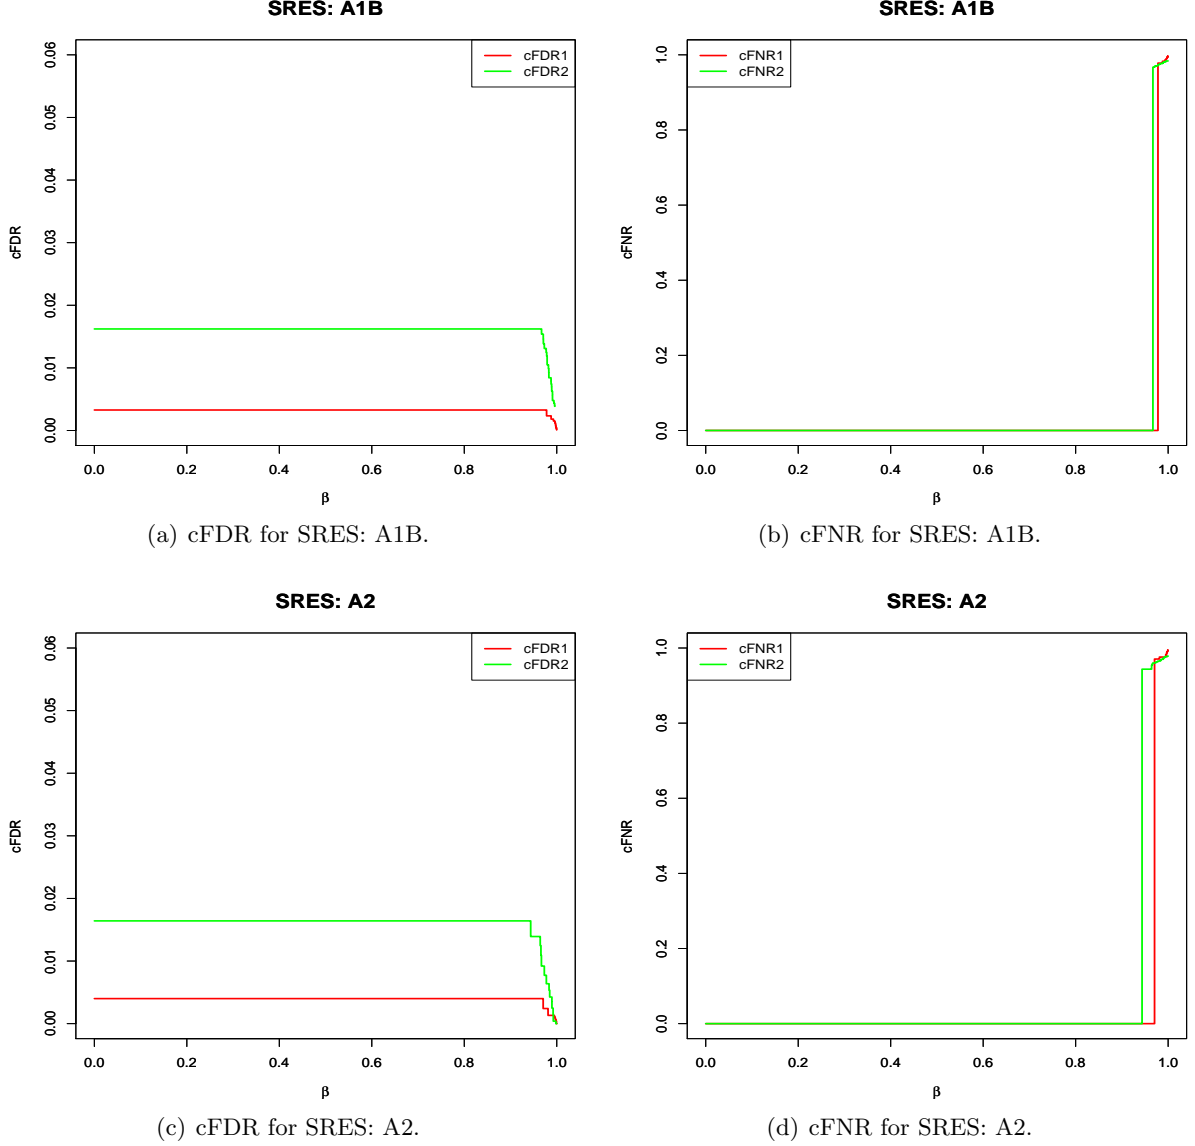 SRES: A1B
cFDR1
cFDR2
0.06
0.05
0.04
0.03
0.02
0.01
0.00
cFDR
0.0 0.2 0.4 0.6 0.8 1.0
β
(a) cFDR for SRES: A1B.
SRES: A1B
cFNR1
cFNR2
1.0
0.8
0.6
0.4
0.2
0.0
cFNR
0.0 0.2 0.4 0.6 0.8 1.0
β
(b) cFNR for SRES: A1B.
SRES: A2
cFDR1
cFDR2
0.06
0.05
0.04
0.03
0.02
0.01
0.00
cFDR
0.0 0.2 0.4 0.6 0.8 1.0
β
(c) cFDR for SRES: A2.
SRES: A2
cFNR1
cFNR2
1.0
0.8
0.6
0.4
0.2
0.0
cFNR
0.0 0.2 0.4 0.6 0.8 1.0
β
(d) cFNR for SRES: A2.